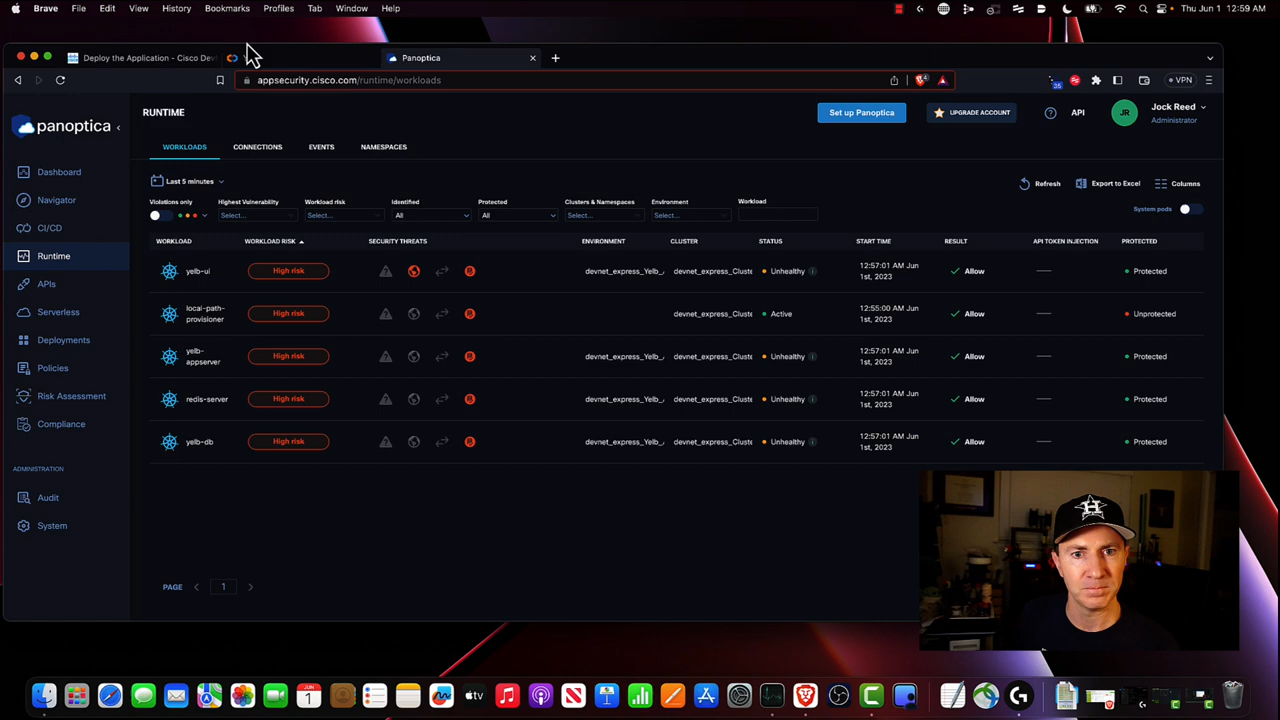 Brave File Edit View History Bookmarks Profiles Tab Window Help Thu Jun 1 12:59 AM
Deploy the Application - Cisco Dev
Panoptica
appsecurity.cisco.com/runtime/workloads
4
35
VPN
panoptica
RUNTIME
Set up Panoptica
UPGRADE ACCOUNT
API
JR
Jock Reed
Administrator
Dashboard
Navigator
CI/CD
Runtime
APIs
Serverless
Deployments
Policies
Risk Assessment
Compliance
ADMINISTRATION
Audit
System
WORKLOADS CONNECTIONS EVENTS NAMESPACES
Last 5 minutes
Refresh Export to Excel Columns
Violations only Highest Vulnerability Workload risk Identified Protected Clusters & Namespaces Environment Workload
Select... Select... All All Select... Select...
System pods
WORKLOAD WORKLOAD RISK SECURITY THREATS ENVIRONMENT CLUSTER STATUS START TIME RESULT API TOKEN INJECTION PROTECTED
yelb-ui High risk devnet_express_Yelb_ devnet_express_Cluste Unhealthy 12:57:01 AM Jun 1st, 2023 Allow Protected
local-path-provisioner High risk devnet_express_Cluste Active 12:55:00 AM Jun 1st, 2023 Allow Unprotected
yelb-appserver High risk devnet_express_Yelb_ devnet_express_Cluste Unhealthy 12:57:01 AM Jun 1st, 2023 Allow Protected
redis-server High risk devnet_express_Yelb_ devnet_express_Cluste Unhealthy 12:57:01 AM Jun 1st, 2023 Allow Protected
yelb-db High risk devnet_express_Yelb_ devnet_express_Cluste Unhealthy 12:57:01 AM Jun 1st, 2023 Allow Protected
PAGE 1
H
tv
JUN
1